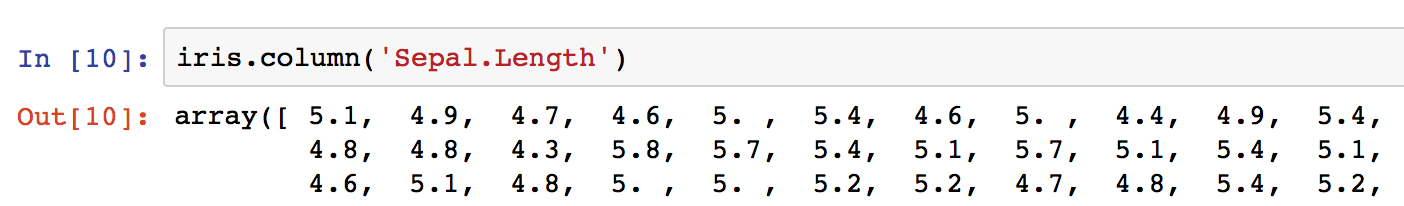 In [10]: iris.column('Sepal.Length')
Out[10]: array([ 5.1, 4.9, 4.7, 4.6, 5. , 5.4, 4.6, 5. , 4.4, 4.9, 5.4,
4.8, 4.8, 4.3, 5.8, 5.7, 5.4, 5.1, 5.7, 5.1, 5.4, 5.1,
4.6, 5.1, 4.8, 5. , 5. , 5.2, 5.2, 4.7, 4.8, 5.4, 5.2,